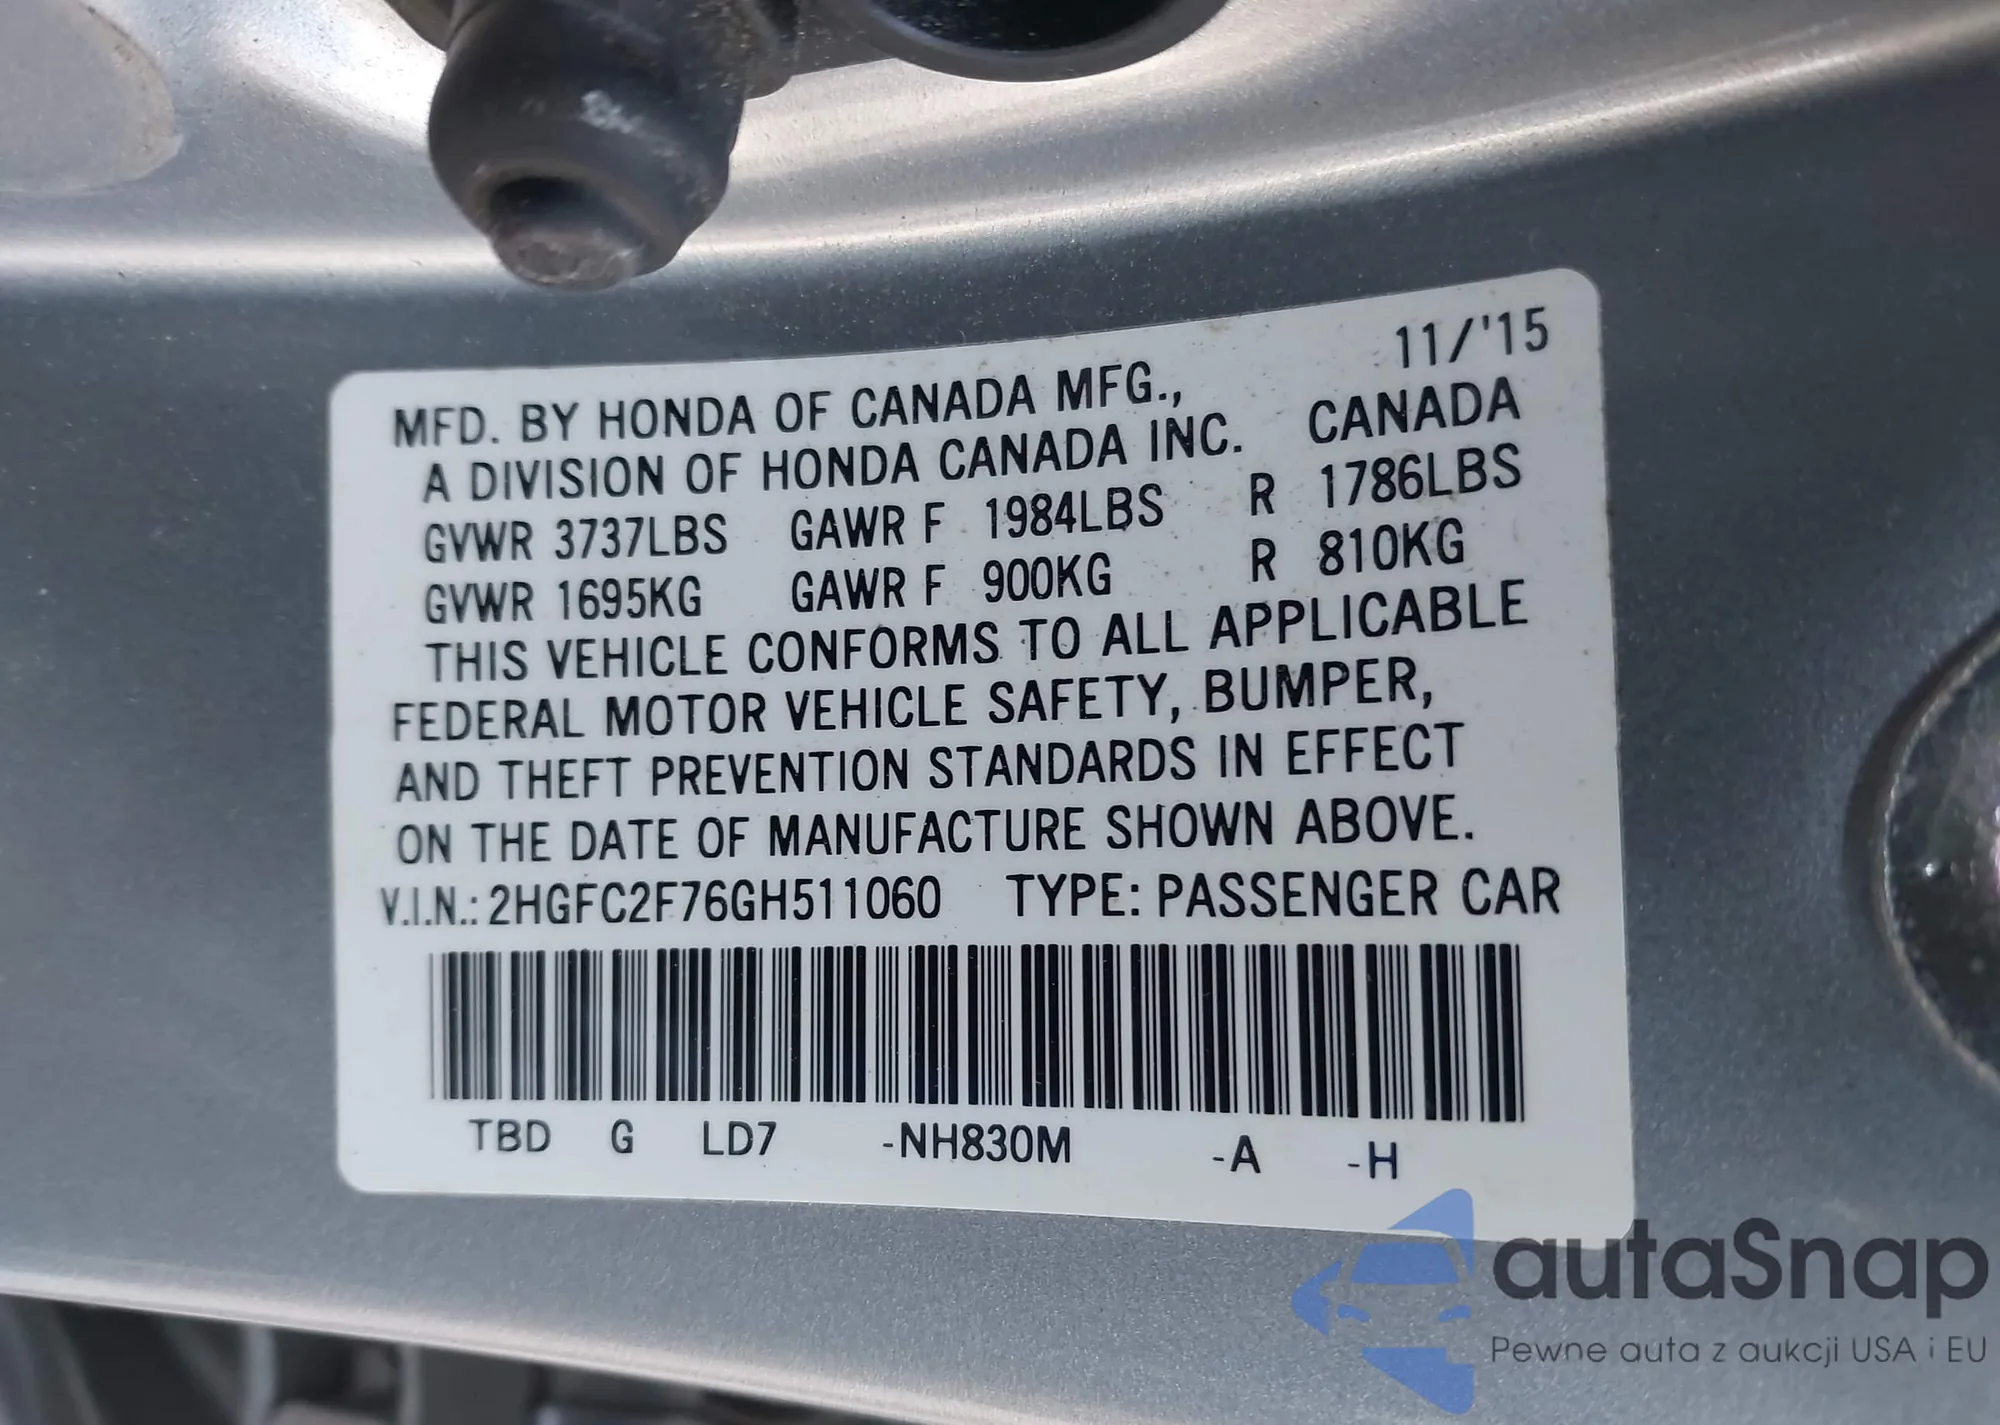 11/'15
MFD. BY HONDA OF CANADA MFG.,
A DIVISION OF HONDA CANADA INC. CANADA
GVWR 3737LBS GAWR F 1984LBS R 1786LBS
GVWR 1695KG GAWR F 900KG R 810KG
THIS VEHICLE CONFORMS TO ALL APPLICABLE
FEDERAL MOTOR VEHICLE SAFETY, BUMPER,
AND THEFT PREVENTION STANDARDS IN EFFECT
ON THE DATE OF MANUFACTURE SHOWN ABOVE.
V.I.N.: 2HGFC2F76GH511060 TYPE: PASSENGER CAR
TBD G LD7 -NH830M -A -H
autaSnap
Pewne auta z aukcji USA i EU